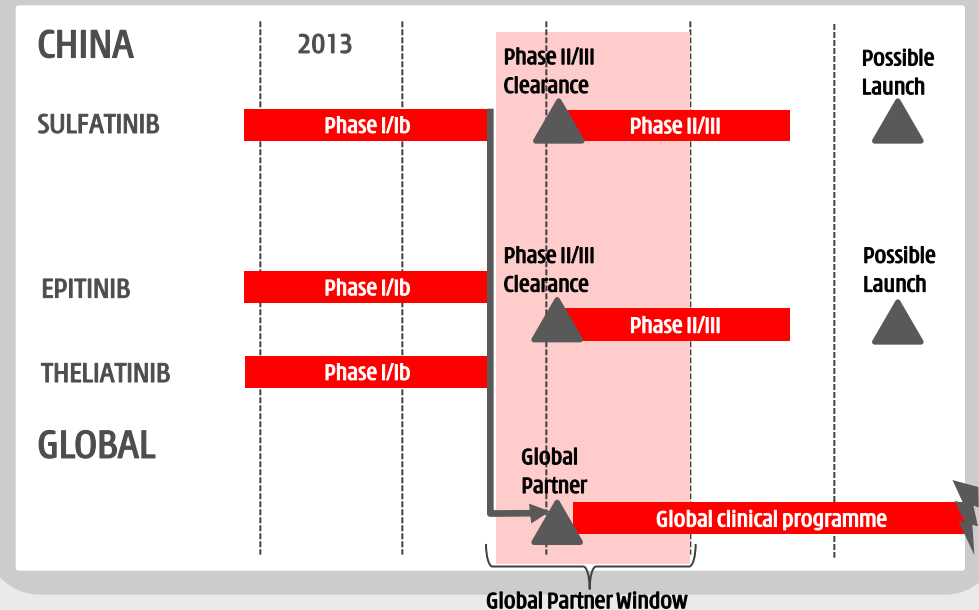 CHINA
2013
Phase II/III
Clearance
Possible
Launch
SULFATINIB
Phase I/Ib
Phase II/III
Phase II/III
Clearance
Possible
Launch
EPITINIB
Phase I/Ib
Phase II/III
THELIATINIB
Phase I/Ib
GLOBAL
Global
Partner
Global clinical programme
Global Partner Window